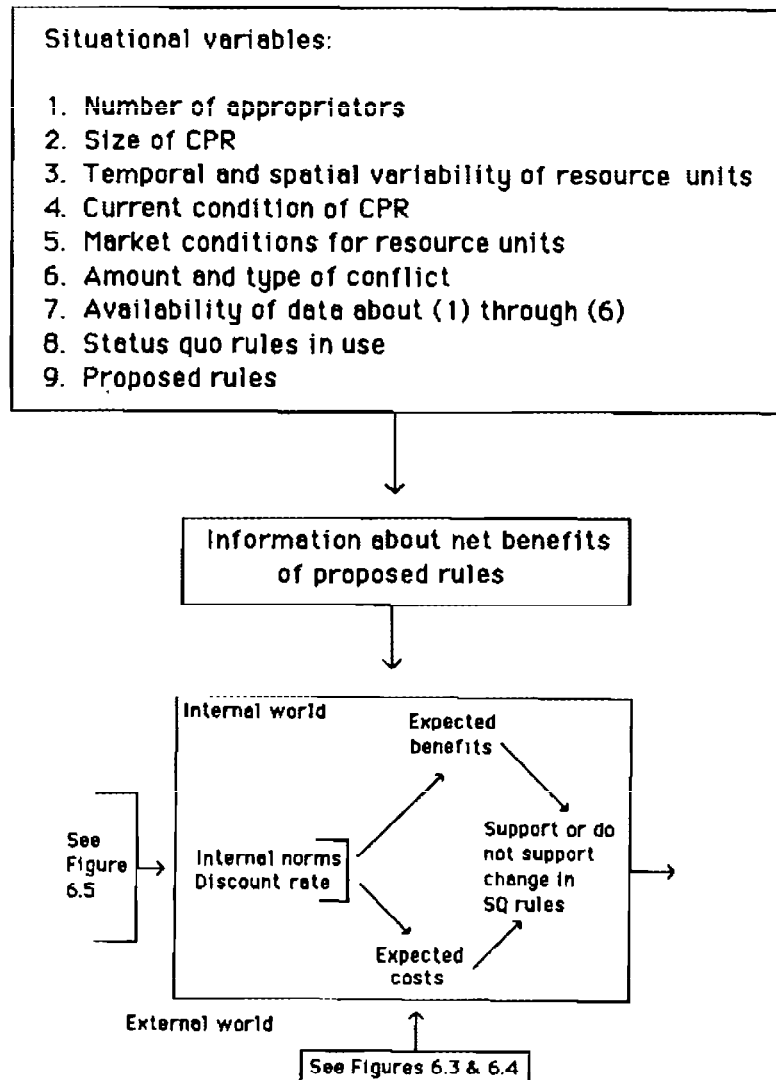 Situational variables:
1. Number of appropriators
2. Size of CPR
3. Temporal and spatial variability of resource units
4. Current condition of CPR
5. Market conditions for resource units
6. Amount and type of conflict
7. Availability of data about (1) through (6)
8. Status quo rules in use
9. Proposed rules
Information about net benefits
of proposed rules
Internal world
Expected
benefits
See
Figure
6.5
Internal norms
Discount rate
Support or do
not support
change in
SQ rules
Expected
costs
External world
See Figures 6.3 & 6.4